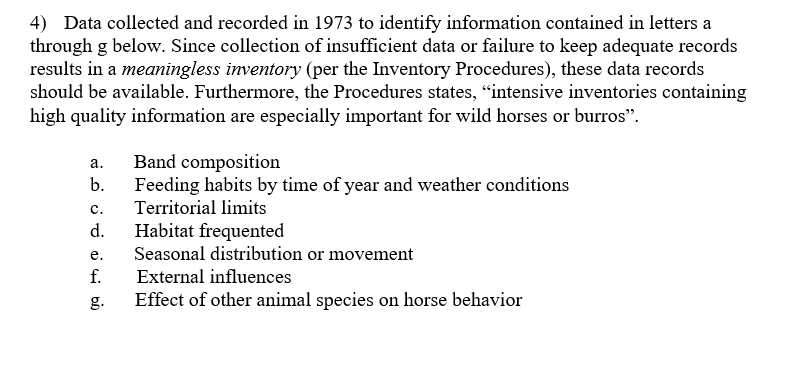 4) Data collected and recorded in 1973 to identify information contained in letters a
through g below. Since collection of insufficient data or failure to keep adequate records
results in a meaningless inventory (per the Inventory Procedures), these data records
should be available. Furthermore, the Procedures states, “intensive inventories containing
high quality information are especially important for wild horses or burros”.
a. Band composition
b. Feeding habits by time of year and weather conditions
c. Territorial limits
d. Habitat frequented
e. Seasonal distribution or movement
f. External influences
g. Effect of other animal species on horse behavior